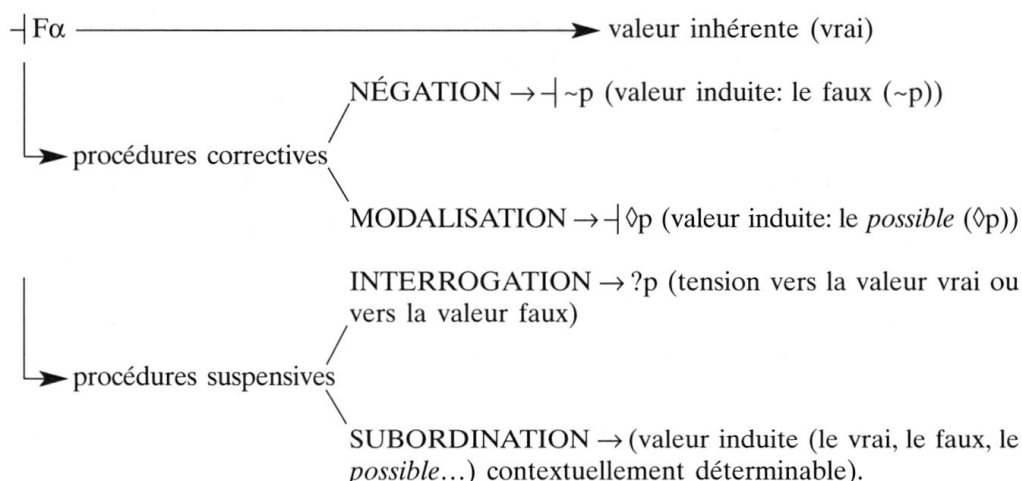 ⊣Fα → valeur inhérente (vrai)
NÉGATION → ⊣ ~p (valeur induite: le faux (~p))
procédures correctives
MODALISATION → ⊣ ◊p (valeur induite: le possible (◊p))
INTERROGATION → ?p (tension vers la valeur vrai ou
vers la valeur faux)
procédures suspensives
SUBORDINATION → (valeur induite (le vrai, le faux, le
possible…) contextuellement déterminable).